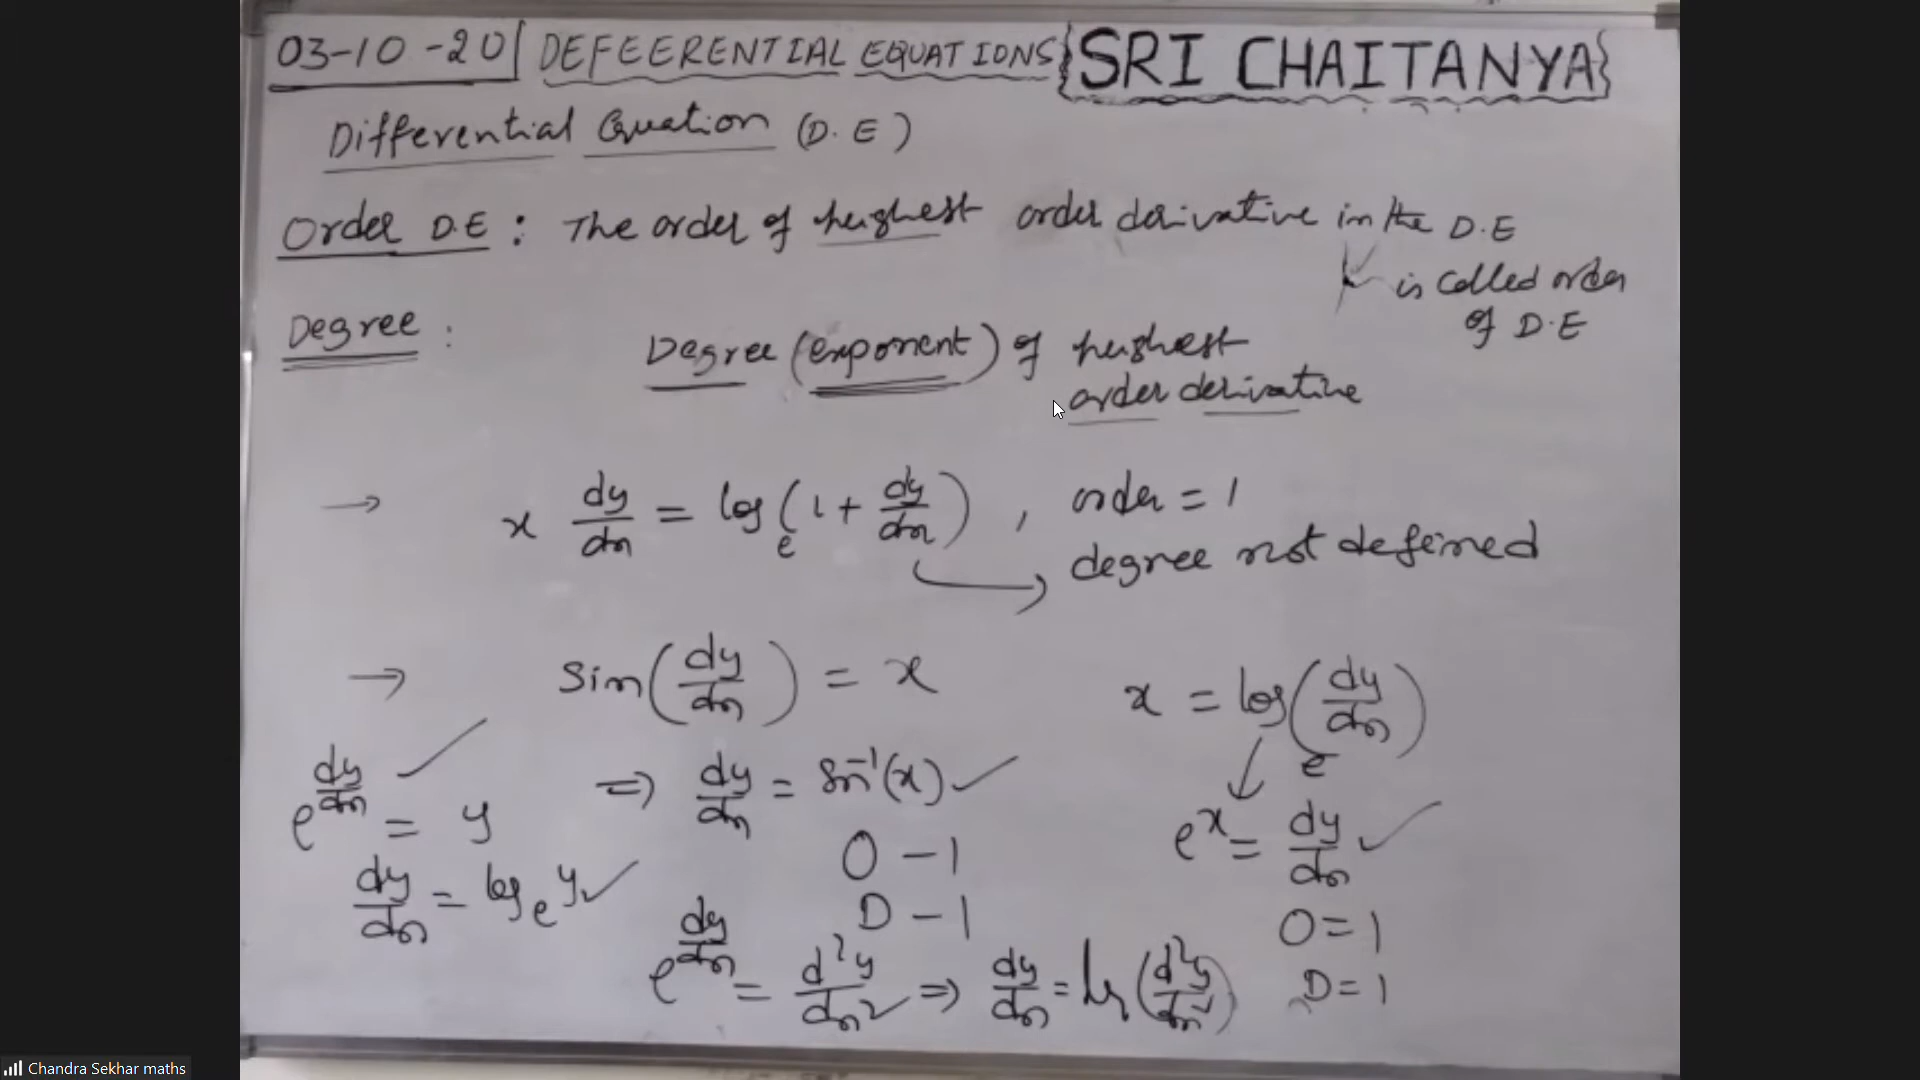 03-10-20 | DEFEERENTIAL EQUATIONS {SRI CHAITANYA}
Differential Equation (D.E)
Order D.E : The order of highest order derivative in the D.E
is called order
of D.E
Degree :
Degree (exponent) of highest
order derivative
→ x dy/dx = log_e (1 + dy/dx) , order = 1
degree not defined
→ Sin(dy/dx) = x
x = log_e (dy/dx)
e^(dy/dx) = y
⇒ dy/dx = Sin⁻¹(x)
e^x = dy/dx
dy/dx = log_e y
O - 1
D - 1
O = 1
D = 1
e^(dy/dx) = d²y/dx² ⇒ dy/dx = ln (d²y/dx²)
Chandra Sekhar maths